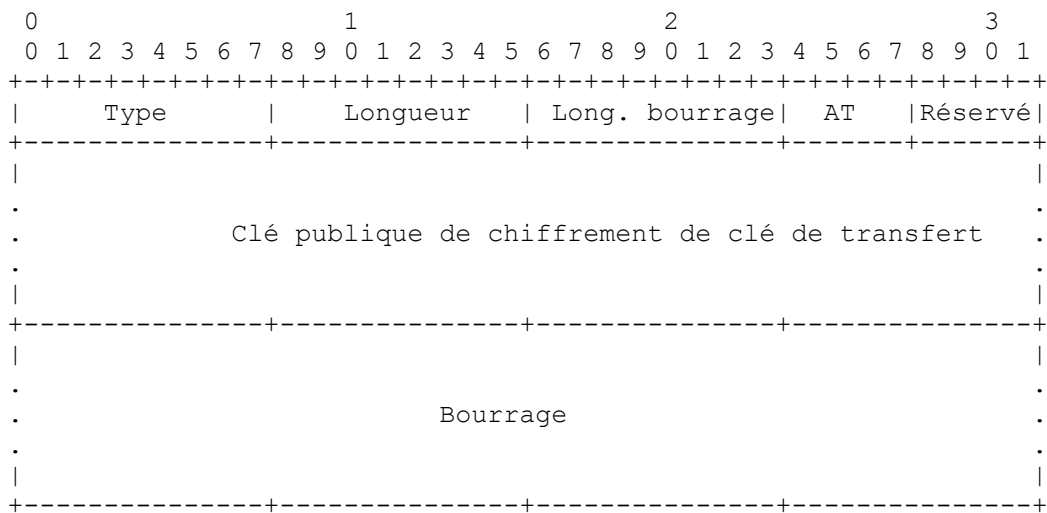 0                   1                   2                   3
 0 1 2 3 4 5 6 7 8 9 0 1 2 3 4 5 6 7 8 9 0 1 2 3 4 5 6 7 8 9 0 1
+-+-+-+-+-+-+-+-+-+-+-+-+-+-+-+-+-+-+-+-+-+-+-+-+-+-+-+-+-+-+-+-+
|     Type      |    Longueur   | Long. bourrage|  AT   |Réservé|
+---------------+---------------+---------------+-------+-------+
|                                                               |
.                                                               .
.             Clé publique de chiffrement de clé de transfert   .
.                                                               .
|                                                               |
+---------------+---------------+---------------+---------------+
|                                                               |
.                                                               .
.                          Bourrage                             .
.                                                               .
|                                                               |
+---------------+---------------+---------------+---------------+